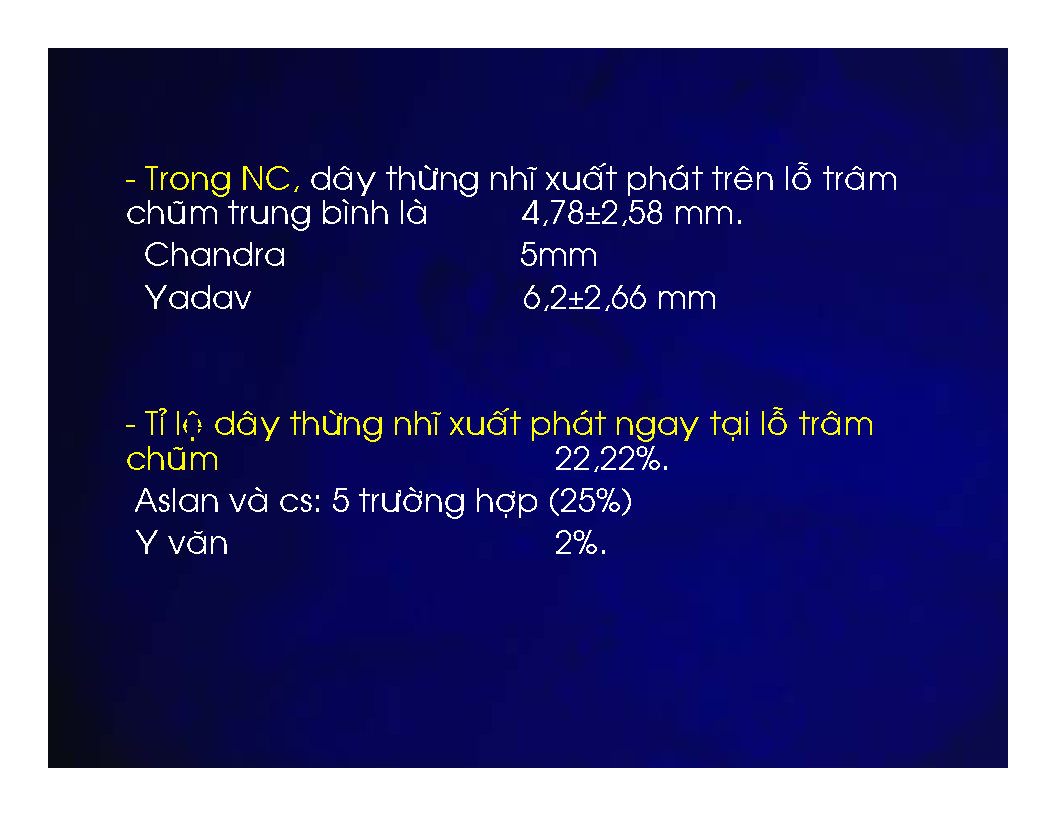 - Trong NC, dây thừng nhĩ xuất phát trên lỗ trâm
chũm trung bình là 4,78±2,58 mm.
Chandra 5mm
Yadav 6,2±2,66 mm
- Tỉ lộ dây thừng nhĩ xuất phát ngay tại lỗ trâm
chũm 22,22%.
Aslan và cs: 5 trường hợp (25%)
Y văn 2%.